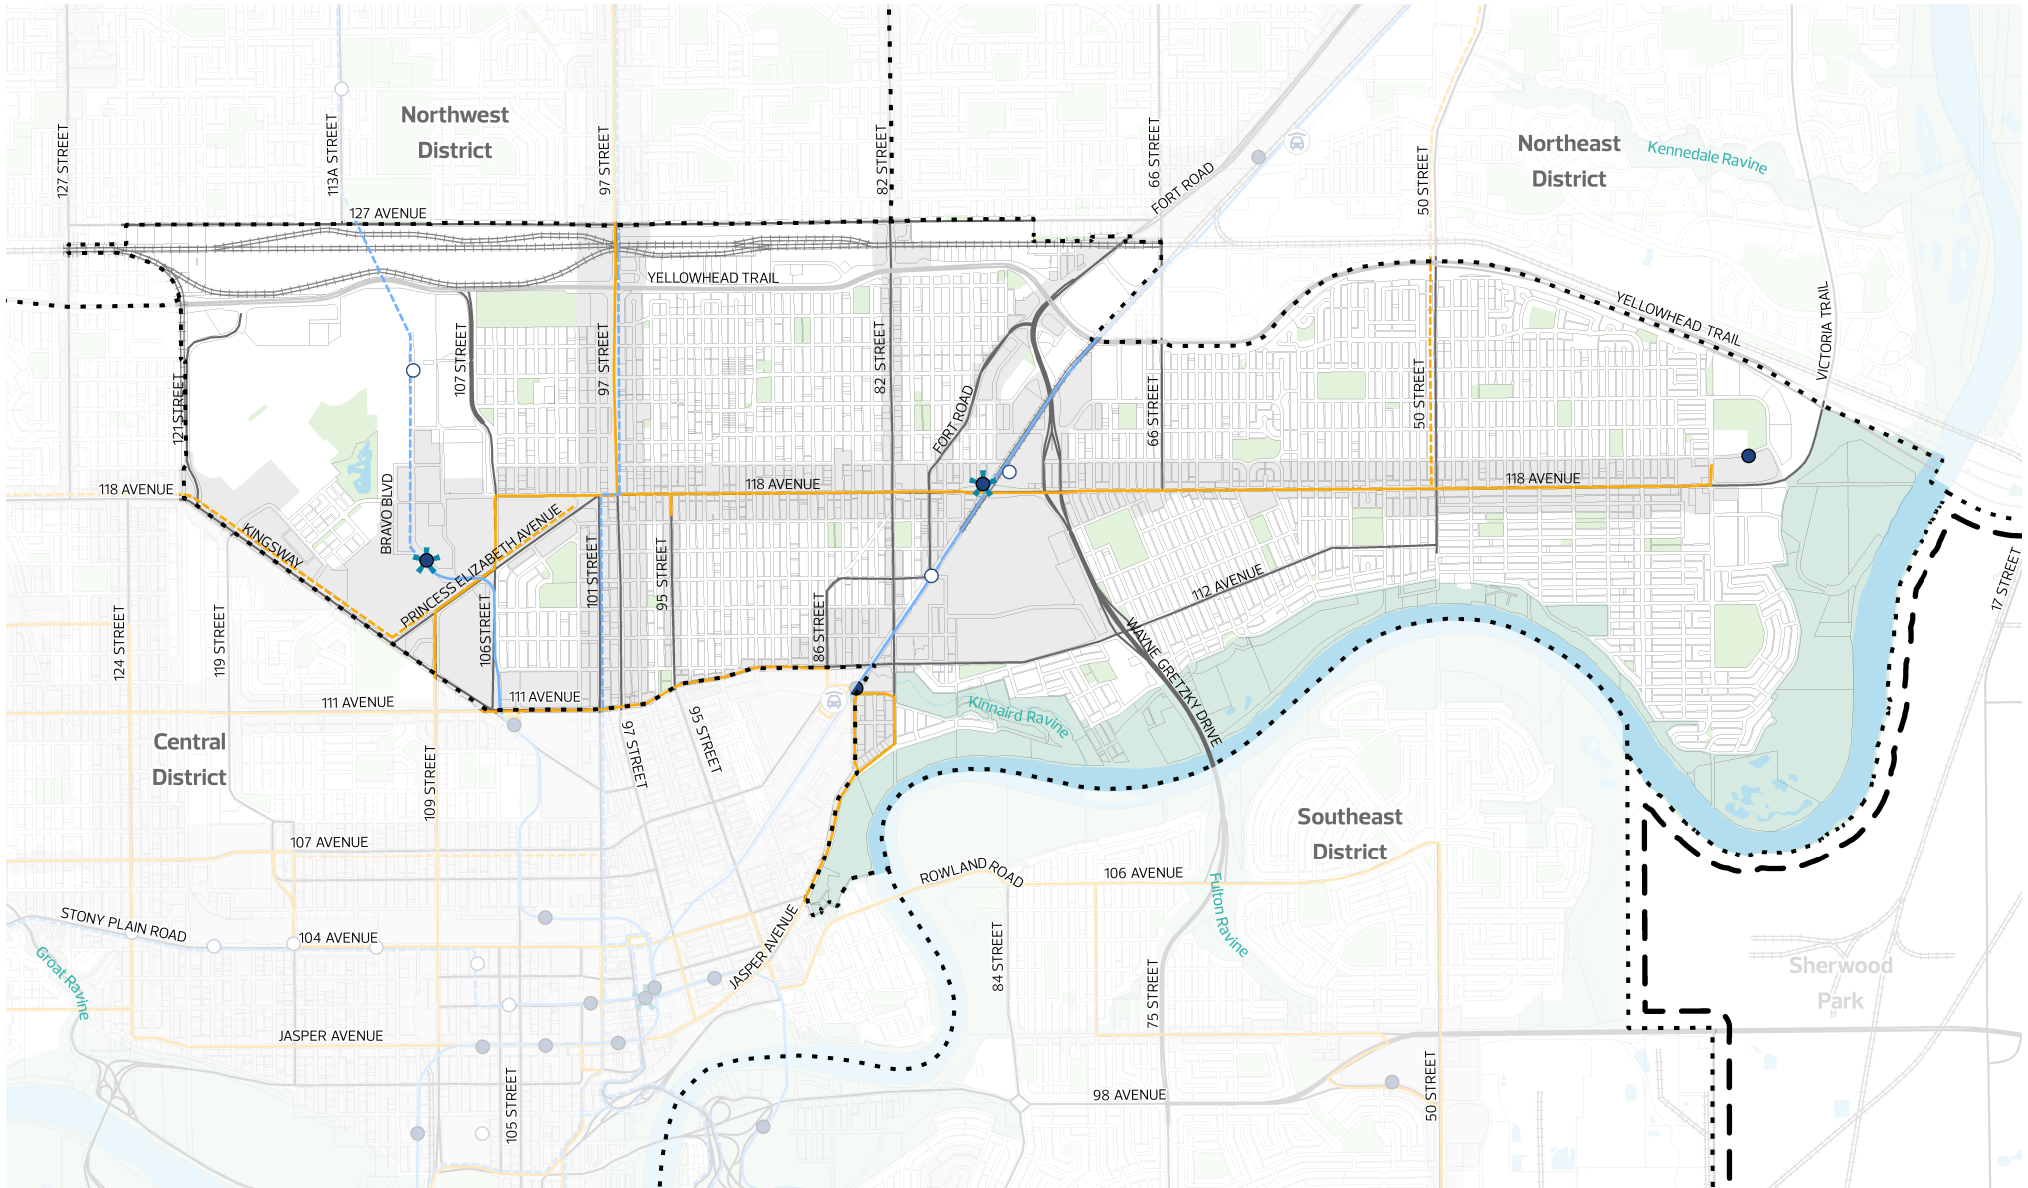 Northwest
District
127 STREET
113A STREET
97 STREET
82 STREET
66 STREET
FORT ROAD
50 STREET
Northeast
District
Kennedale Ravine
127 AVENUE
YELLOWHEAD TRAIL
YELLOWHEAD TRAIL
VICTORIA TRAIL
121 STREET
107 STREET
97 STREET
82 STREET
FORT ROAD
66 STREET
50 STREET
118 AVENUE
118 AVENUE
118 AVENUE
KINGSWAY
BRAVO BLVD
PRINCESS ELIZABETH AVENUE
101 STREET
95 STREET
86 STREET
112 AVENUE
17 STREET
124 STREET
119 STREET
106 STREET
WAYNE GRETZKY DRIVE
111 AVENUE
111 AVENUE
Kinnaird Ravine
Central
District
109 STREET
97 STREET
95 STREET
107 AVENUE
Southeast
District
ROWLAND ROAD
106 AVENUE
Fulton Ravine
STONY PLAIN ROAD
104 AVENUE
JASPER AVENUE
84 STREET
75 STREET
Groat Ravine
Sherwood
Park
JASPER AVENUE
105 STREET
98 AVENUE
50 STREET